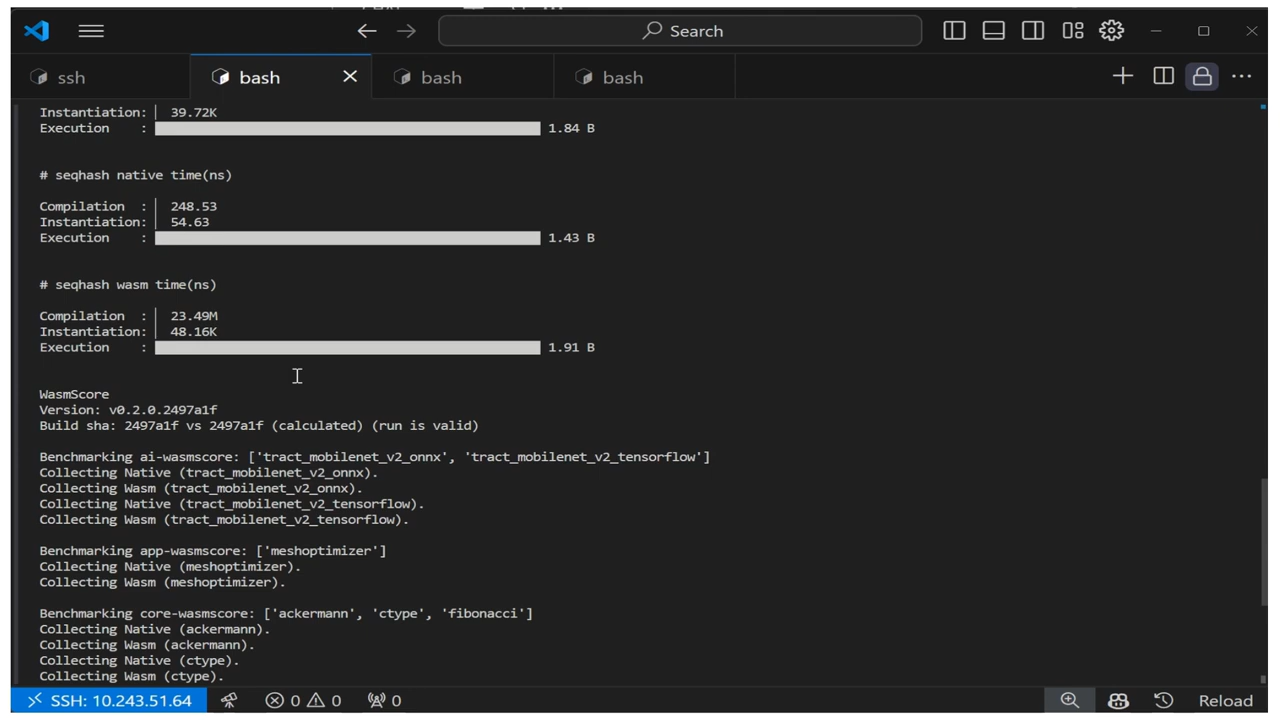 Search
ssh
bash
bash
bash
Instantiation: | 39.72K
Execution : 1.84 B
# seqhash native time(ns)
Compilation : | 248.53
Instantiation: | 54.63
Execution : 1.43 B
# seqhash wasm time(ns)
Compilation : | 23.49M
Instantiation: | 48.16K
Execution : 1.91 B
WasmScore
Version: v0.2.0.2497a1f
Build sha: 2497a1f vs 2497a1f (calculated) (run is valid)
Benchmarking ai-wasmscore: ['tract_mobilenet_v2_onnx', 'tract_mobilenet_v2_tensorflow']
Collecting Native (tract_mobilenet_v2_onnx).
Collecting Wasm (tract_mobilenet_v2_onnx).
Collecting Native (tract_mobilenet_v2_tensorflow).
Collecting Wasm (tract_mobilenet_v2_tensorflow).
Benchmarking app-wasmscore: ['meshoptimizer']
Collecting Native (meshoptimizer).
Collecting Wasm (meshoptimizer).
Benchmarking core-wasmscore: ['ackermann', 'ctype', 'fibonacci']
Collecting Native (ackermann).
Collecting Wasm (ackermann).
Collecting Native (ctype).
Collecting Wasm (ctype).
SSH: 10.243.51.64 0 0 0 Reload